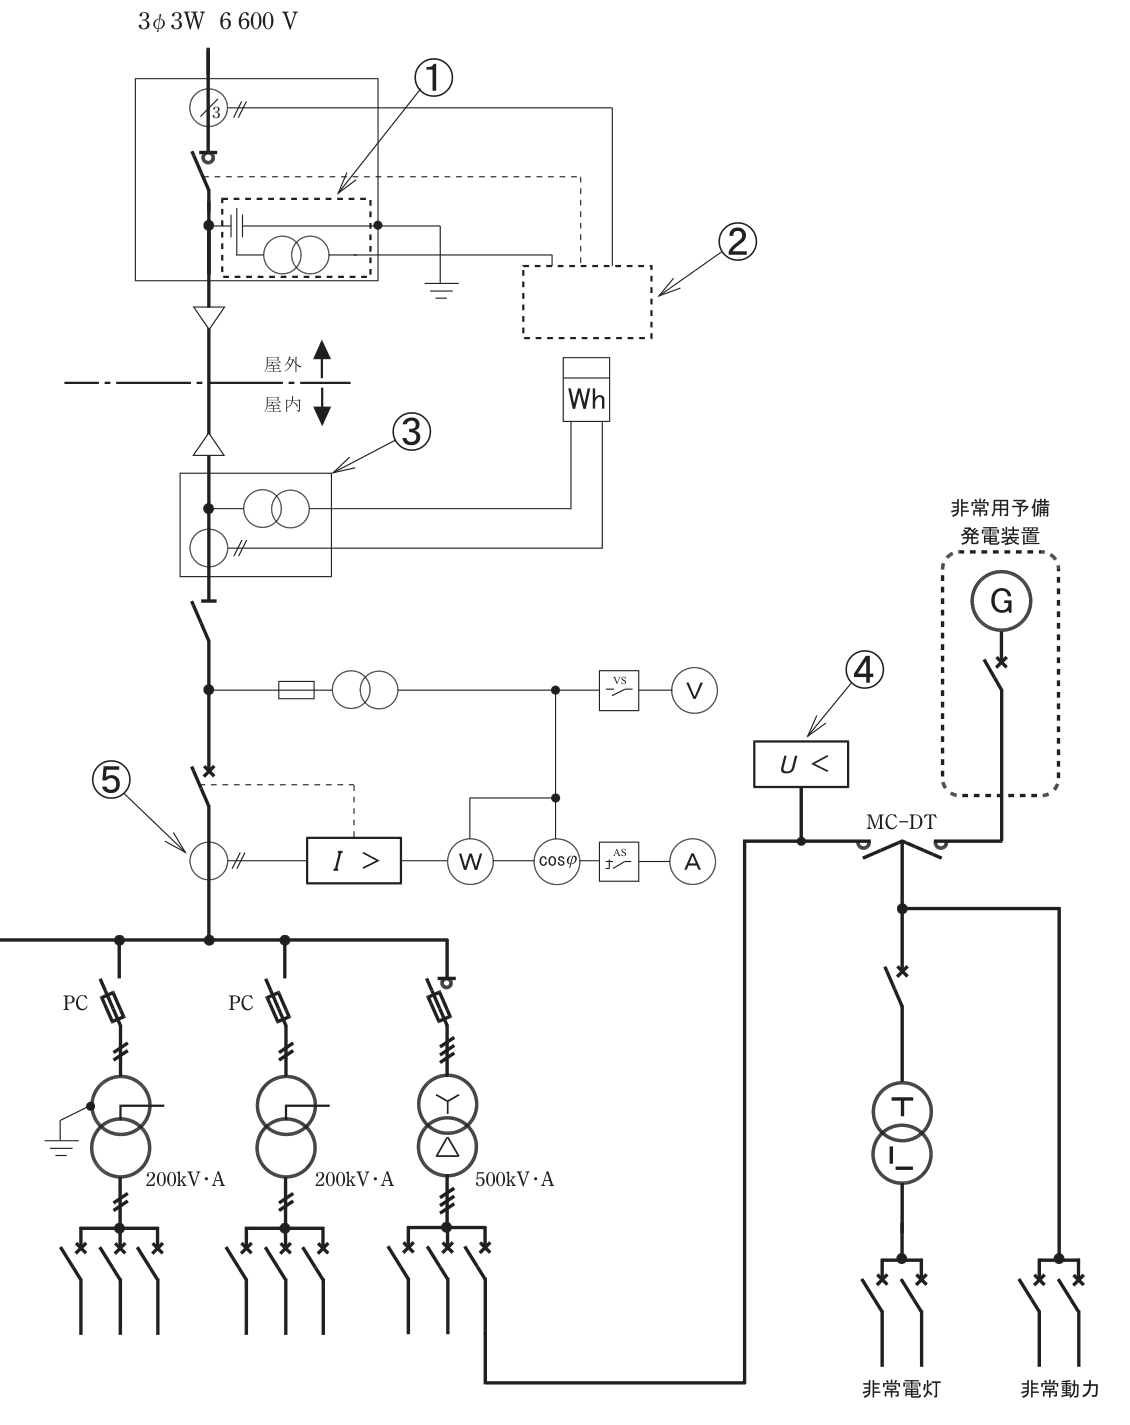 3φ3W 6 600 V
①
3
②
屋外
屋内
Wh
③
非常用予備
発電装置
G
④
VS
V
U <
⑤
MC-DT
I >
W
cosφ
AS
A
PC
PC
T
L
200kV・A
200kV・A
500kV・A
非常電灯
非常動力